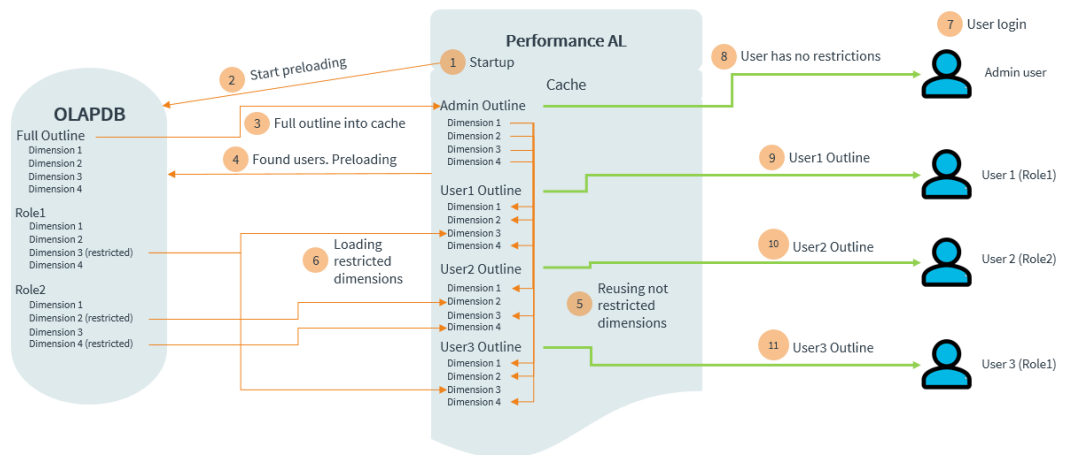 7 User login
Performance AL
8 User has no restrictions
2 Start preloading
1 Startup
Admin user
Cache
OLAPDB
Admin Outline
3 Full outline into cache
Full Outline
Dimension 1
Dimension 2
Dimension 3
Dimension 4
Dimension 1
Dimension 2
Dimension 3
Dimension 4
4 Found users. Preloading
9 User1 Outline
User 1 (Role1)
User1 Outline
Dimension 1
Dimension 2
Dimension 3
Dimension 4
Role1
Dimension 1
Dimension 2
Dimension 3 (restricted)
Dimension 4
6 Loading
restricted
dimensions
10 User2 Outline
User 2 (Role2)
User2 Outline
Dimension 1
Dimension 2
Dimension 3
Dimension 4
5 Reusing not
restricted
dimensions
Role2
Dimension 1
Dimension 2 (restricted)
Dimension 3
Dimension 4 (restricted)
User3 Outline
Dimension 1
Dimension 2
Dimension 3
Dimension 4
11 User3 Outline
User 3 (Role1)